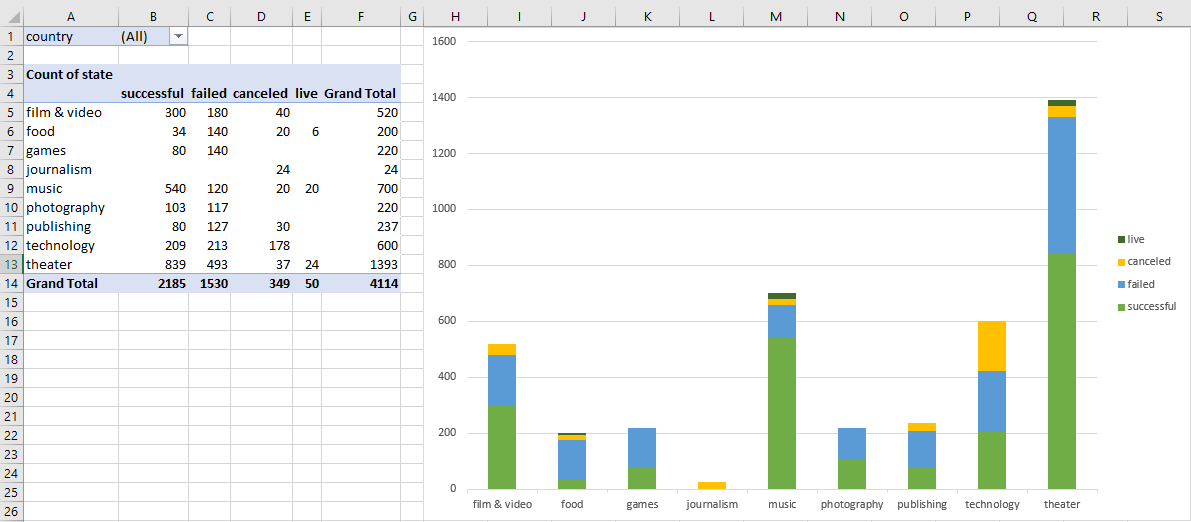 A B C D E F G H I J K L M N O P Q R S
1 country (All)
2
3 Count of state
4 successful failed canceled live Grand Total
5 film & video 300 180 40 520
6 food 34 140 20 6 200
7 games 80 140 220
8 journalism 24 24
9 music 540 120 20 20 700
10 photography 103 117 220
11 publishing 80 127 30 237
12 technology 209 213 178 600
13 theater 839 493 37 24 1393
14 Grand Total 2185 1530 349 50 4114
15
16
17
18
19
20
21
22
23
24
25
26
1600
1400
1200
1000
800
600
400
200
0
film & video food games journalism music photography publishing technology theater
live
canceled
failed
successful